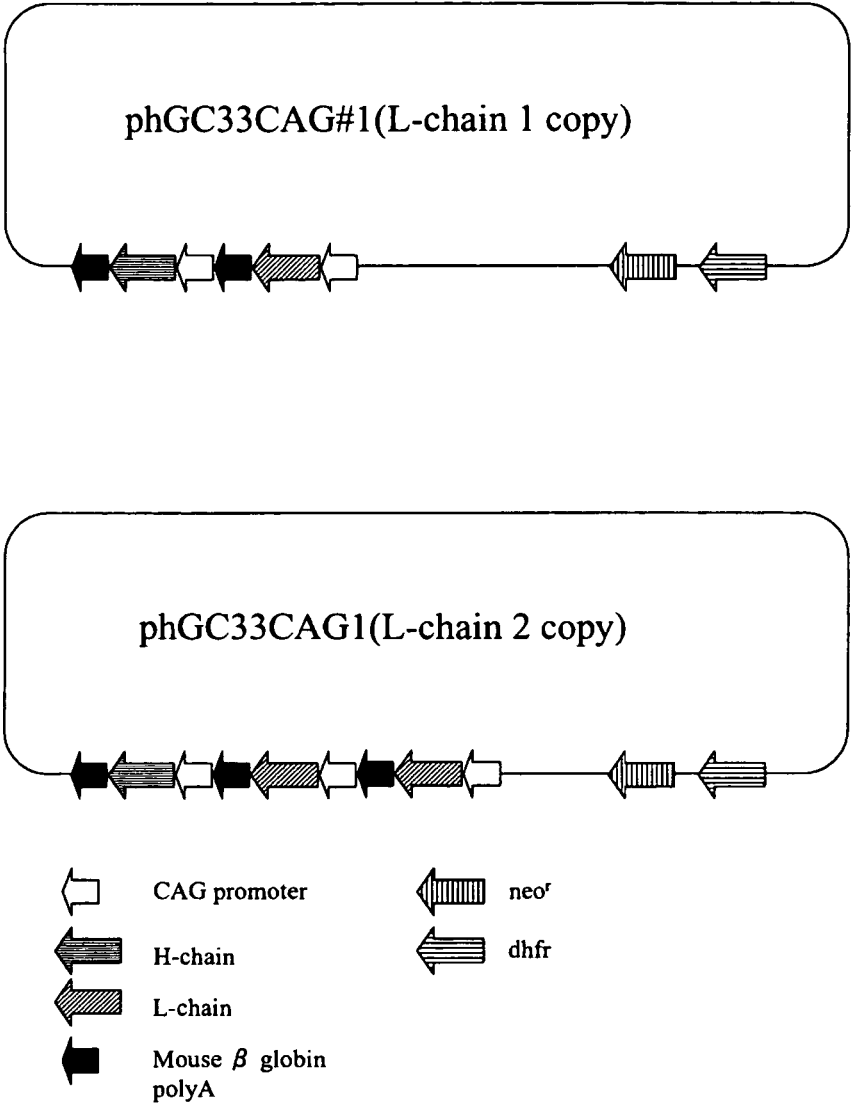 phGC33CAG#1(L-chain 1 copy)
phGC33CAG1(L-chain 2 copy)
CAG promoter
H-chain
L-chain
Mouse β globin
polyA
neoʳ
dhfr